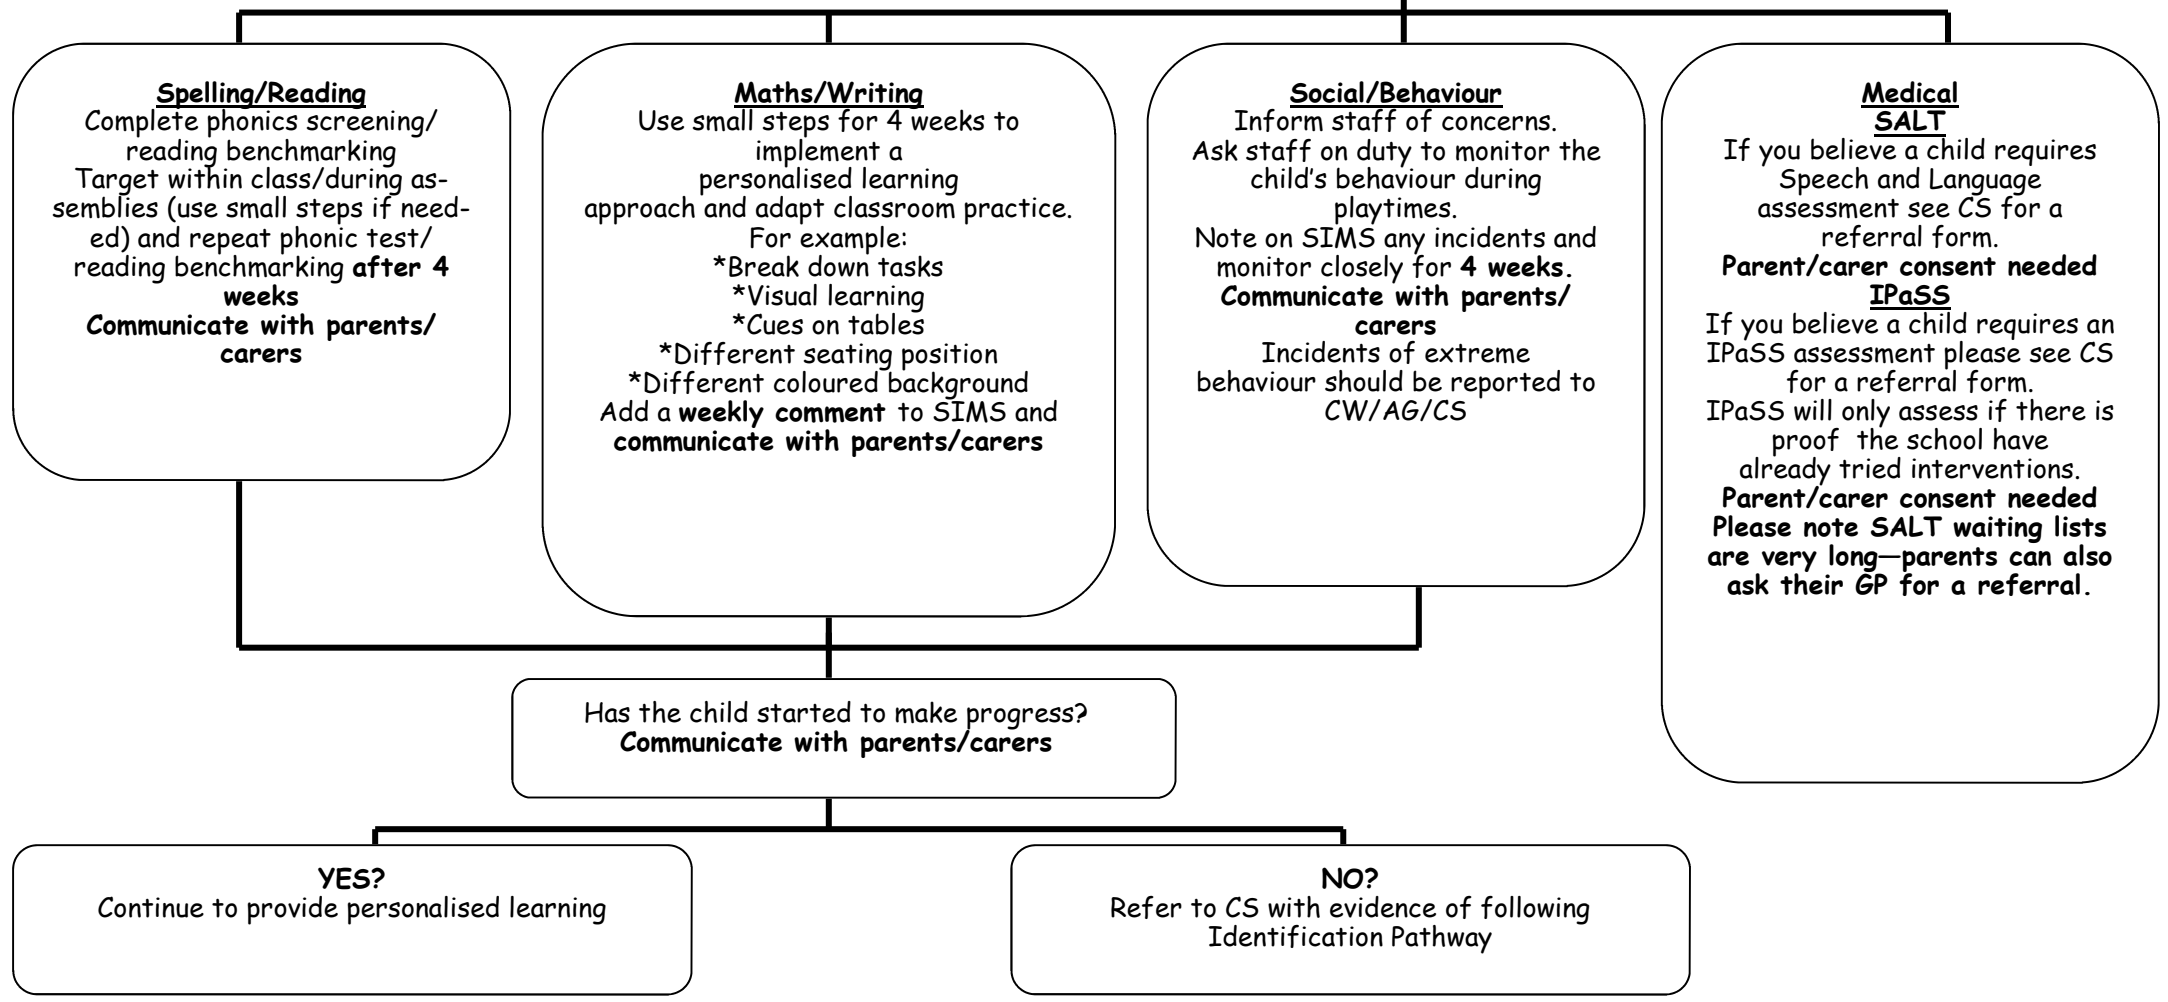 Spelling/Reading
Complete phonics screening/
reading benchmarking
Target within class/during as-
semblies (use small steps if need-
ed) and repeat phonic test/
reading benchmarking after 4
weeks
Communicate with parents/
carers
Maths/Writing
Use small steps for 4 weeks to
implement a
personalised learning
approach and adapt classroom practice.
For example:
*Break down tasks
*Visual learning
*Cues on tables
*Different seating position
*Different coloured background
Add a weekly comment to SIMS and
communicate with parents/carers
Social/Behaviour
Inform staff of concerns.
Ask staff on duty to monitor the
child's behaviour during
playtimes.
Note on SIMS any incidents and
monitor closely for 4 weeks.
Communicate with parents/
carers
Incidents of extreme
behaviour should be reported to
CW/AG/CS
Medical
SALT
If you believe a child requires
Speech and Language
assessment see CS for a
referral form.
Parent/carer consent needed
IPaSS
If you believe a child requires an
IPaSS assessment please see CS
for a referral form.
IPaSS will only assess if there is
proof  the school have
already tried interventions.
Parent/carer consent needed
Please note SALT waiting lists
are very long—parents can also
ask their GP for a referral.
Has the child started to make progress?
Communicate with parents/carers
YES?
Continue to provide personalised learning
NO?
Refer to CS with evidence of following
Identification Pathway